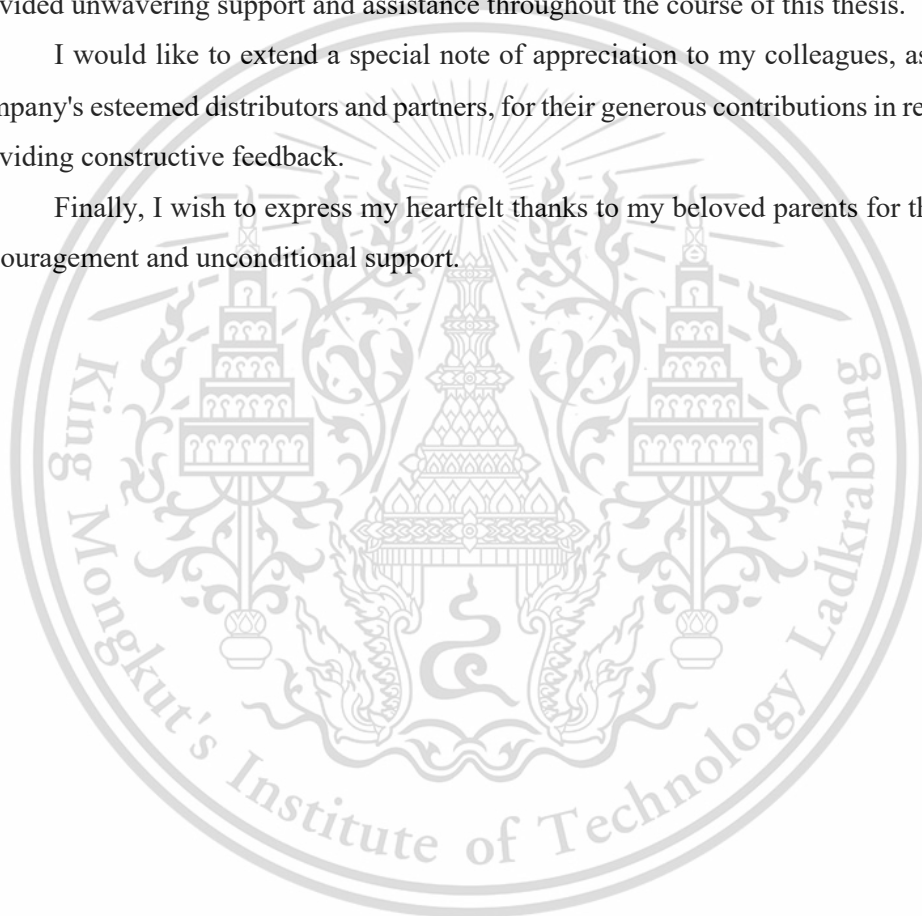 vided unwavering support and assistance throughout the course of this thesis.
I would like to extend a special note of appreciation to my colleagues, as
mpany's esteemed distributors and partners, for their generous contributions in re
viding constructive feedback.
Finally, I wish to express my heartfelt thanks to my beloved parents for th
ouragement and unconditional support.
King Mongkut's Institute of Technology Ladkrabang